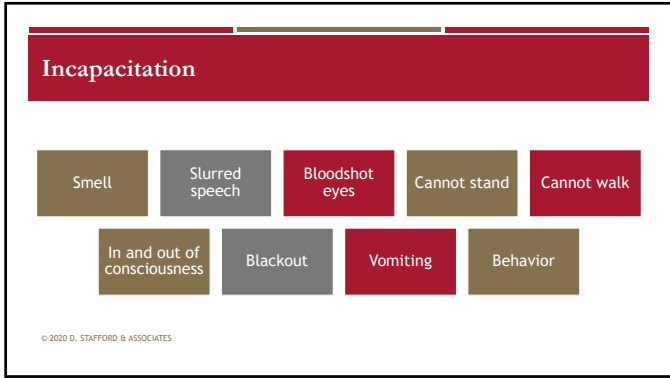 Incapacitation
Smell
Slurred
speech
Bloodshot
eyes
Cannot stand
Cannot walk
In and out of
consciousness
Blackout
Vomiting
Behavior
© 2020 D. STAFFORD & ASSOCIATES